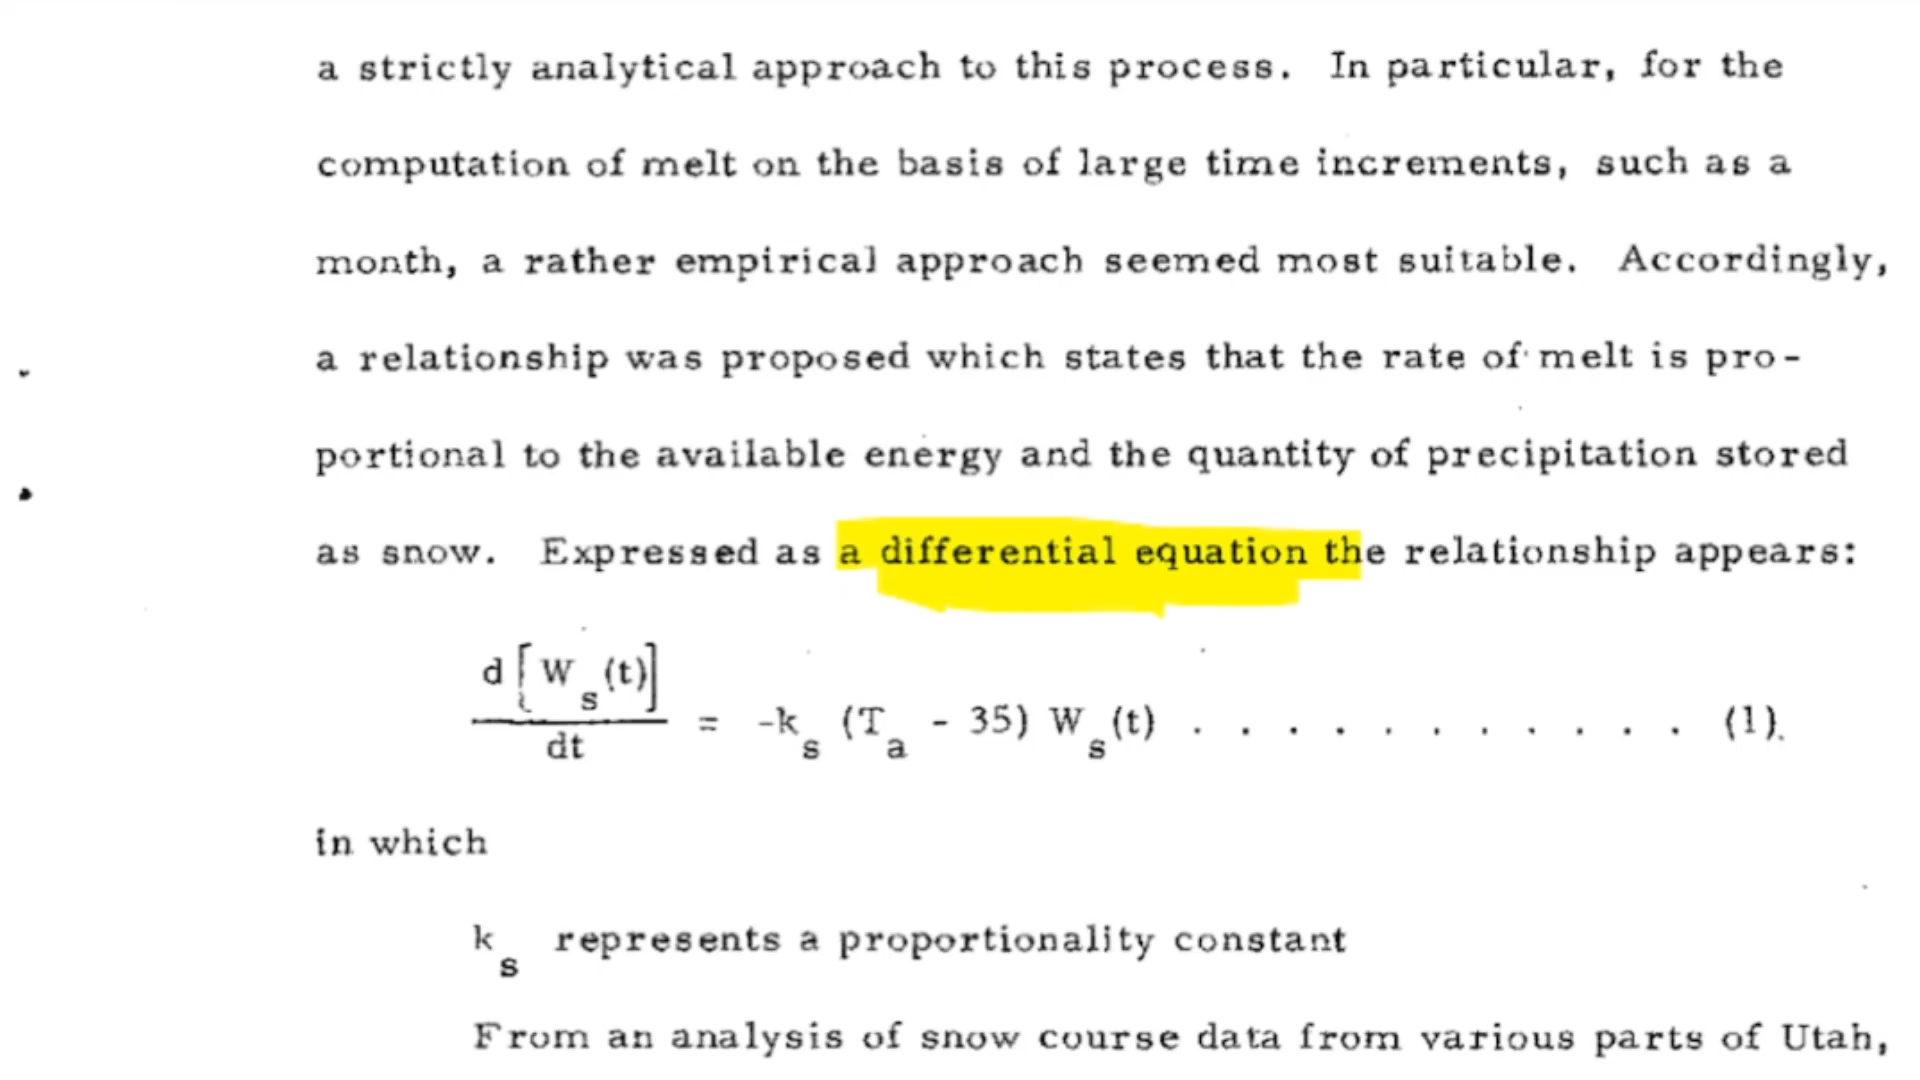 a strictly analytical approach to this process. In particular, for the
computation of melt on the basis of large time increments, such as a
month, a rather empirical approach seemed most suitable. Accordingly,
a relationship was proposed which states that the rate of melt is pro-
portional to the available energy and the quantity of precipitation stored
as snow. Expressed as a differential equation the relationship appears:
d[W_s(t)]/dt = -k_s (T_a - 35) W_s(t) . . . . . . . . . . . (1).
in which
k_s represents a proportionality constant
From an analysis of snow course data from various parts of Utah,